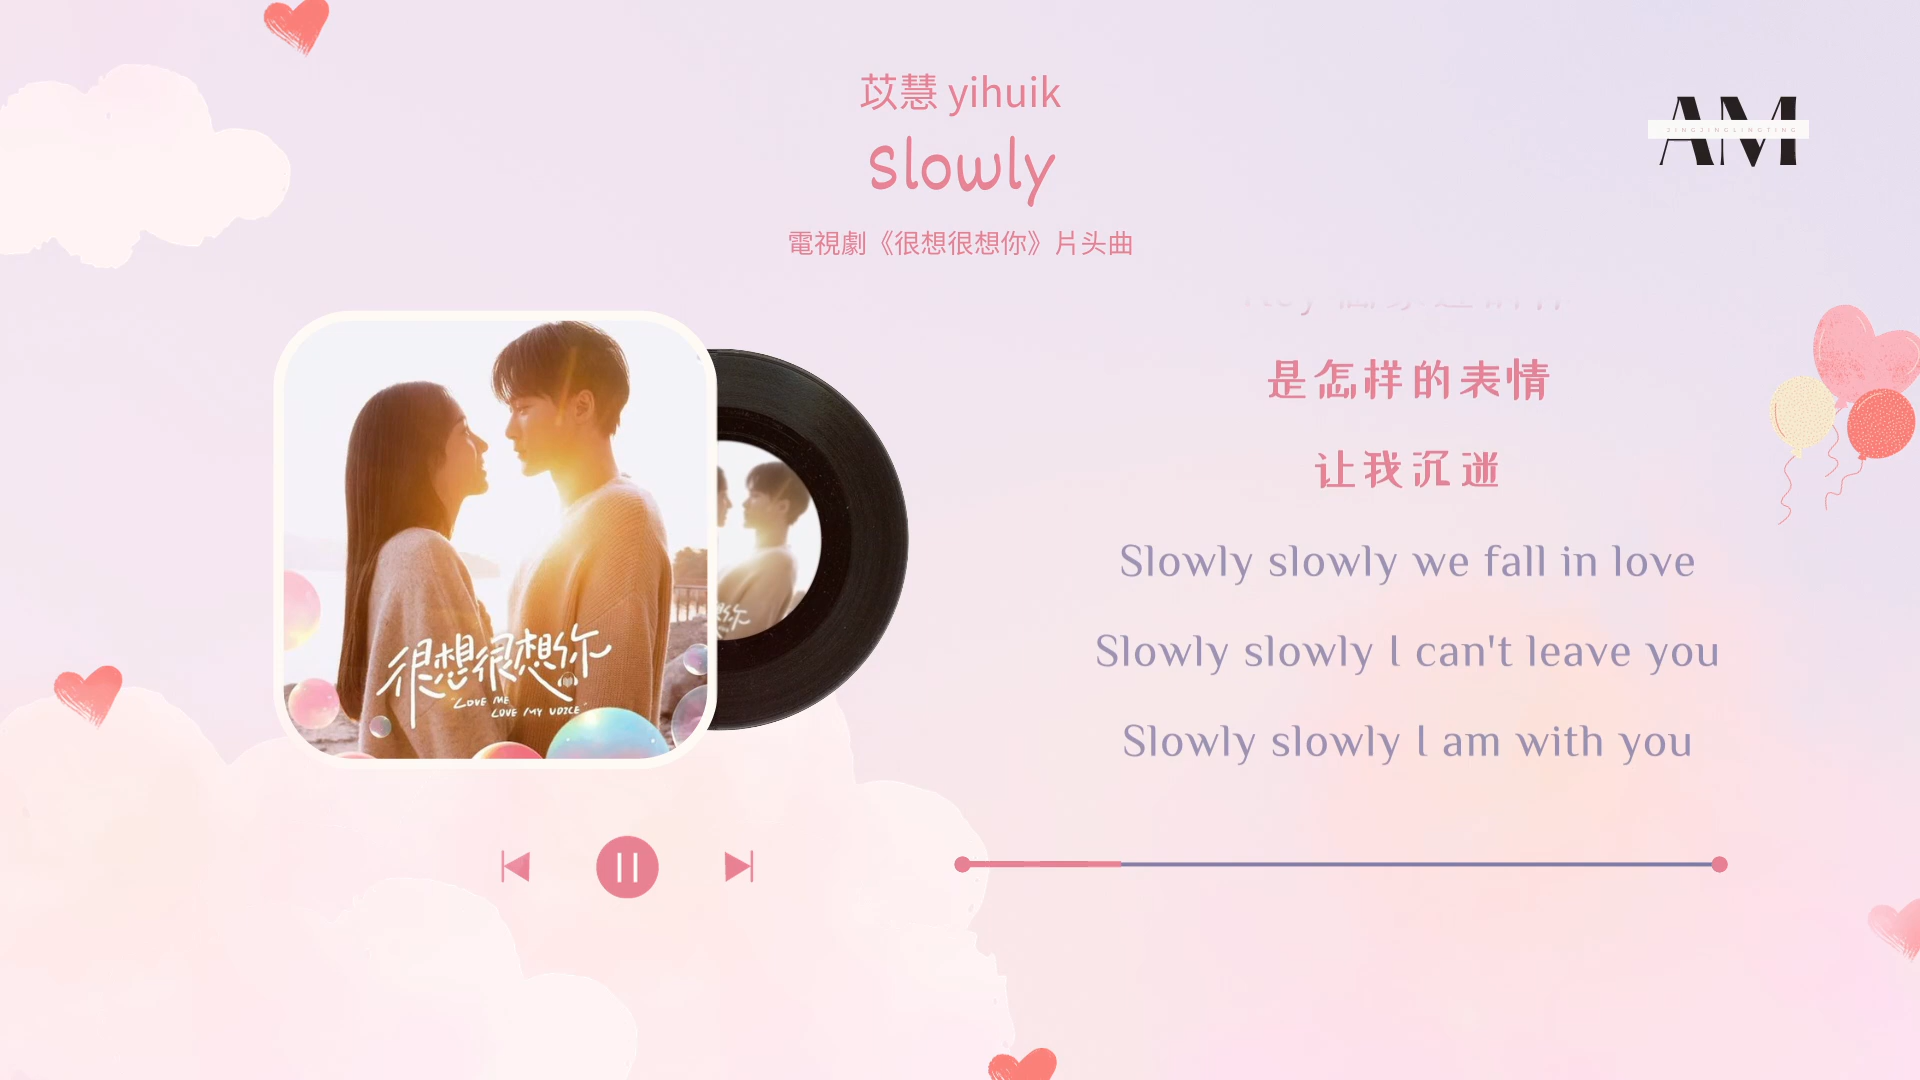 苡慧 yihuik
slowly
電視劇《很想很想你》片头曲
AM
JINGJINGLINGTING
是怎样的表情
让我沉迷
Slowly slowly we fall in love
Slowly slowly I can't leave you
Slowly slowly I am with you
很想很想你
"LOVE ME
LOVE MY VOICE"